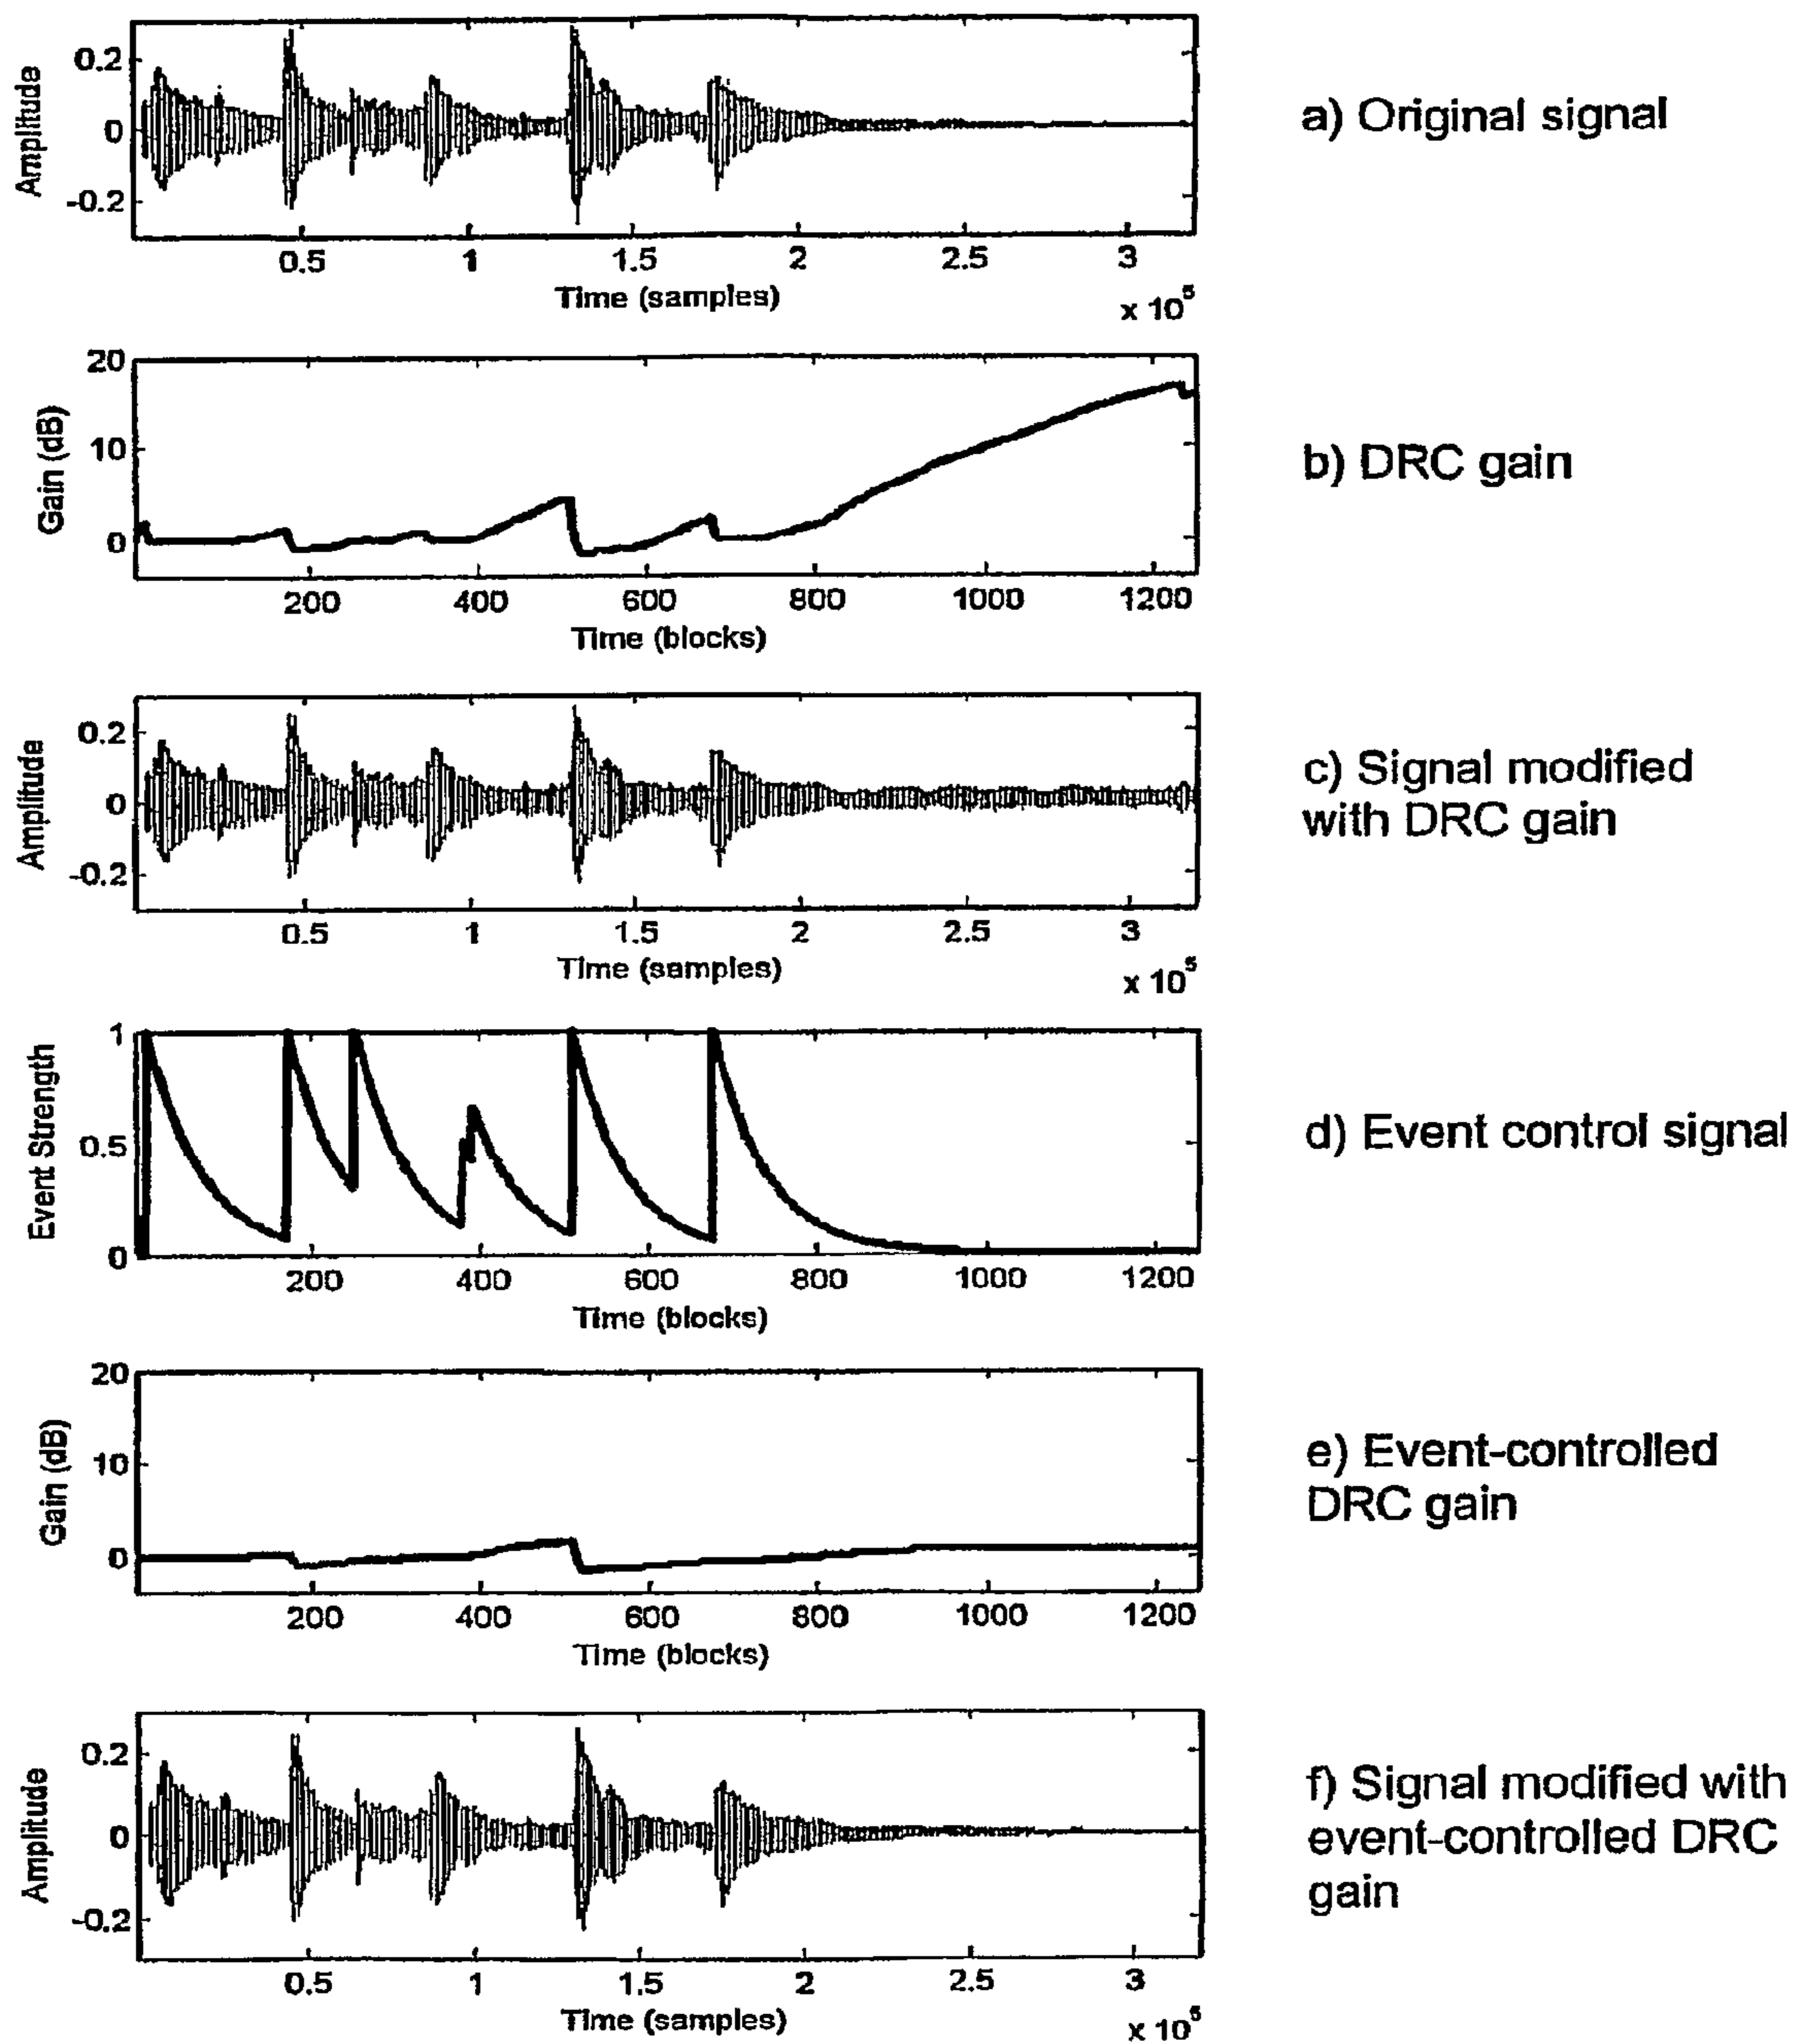 0.2
0
-0.2
Amplitude
0.5 1 1.5 2 2.5 3
Time (samples)
x 10⁵
a) Original signal
20
10
0
Gain (dB)
200 400 600 800 1000 1200
Time (blocks)
b) DRC gain
0.2
0
-0.2
Amplitude
0.5 1 1.5 2 2.5 3
Time (samples)
x 10⁵
c) Signal modified
with DRC gain
1
0.5
0
Event Strength
200 400 600 800 1000 1200
Time (blocks)
d) Event control signal
20
10
0
Gain (dB)
200 400 600 800 1000 1200
Time (blocks)
e) Event-controlled
DRC gain
0.2
0
-0.2
Amplitude
0.5 1 1.5 2 2.5 3
Time (samples)
x 10⁵
f) Signal modified with
event-controlled DRC
gain